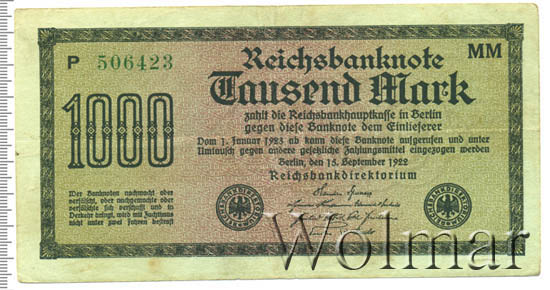 P 506423
MM
Reichsbanknote
Tausend Mark
1000
zahlt die Reichsbankhauptkasse in Berlin
gegen diese Banknote dem Einlieferer
Vom 1. Januar 1923 ab kann diese Banknote aufgerufen und unter
Umtausch gegen andere gesetzliche Zahlungsmittel eingezogen werden
Berlin, den 15. September 1922
Reichsbankdirektorium
Wer Banknoten nachmacht oder
verfälscht, oder nachgemachte oder
verfälschte sich verschafft und in
Verkehr bringt, wird mit Zuchthaus
nicht unter zwei Jahren bestraft
Wolmar